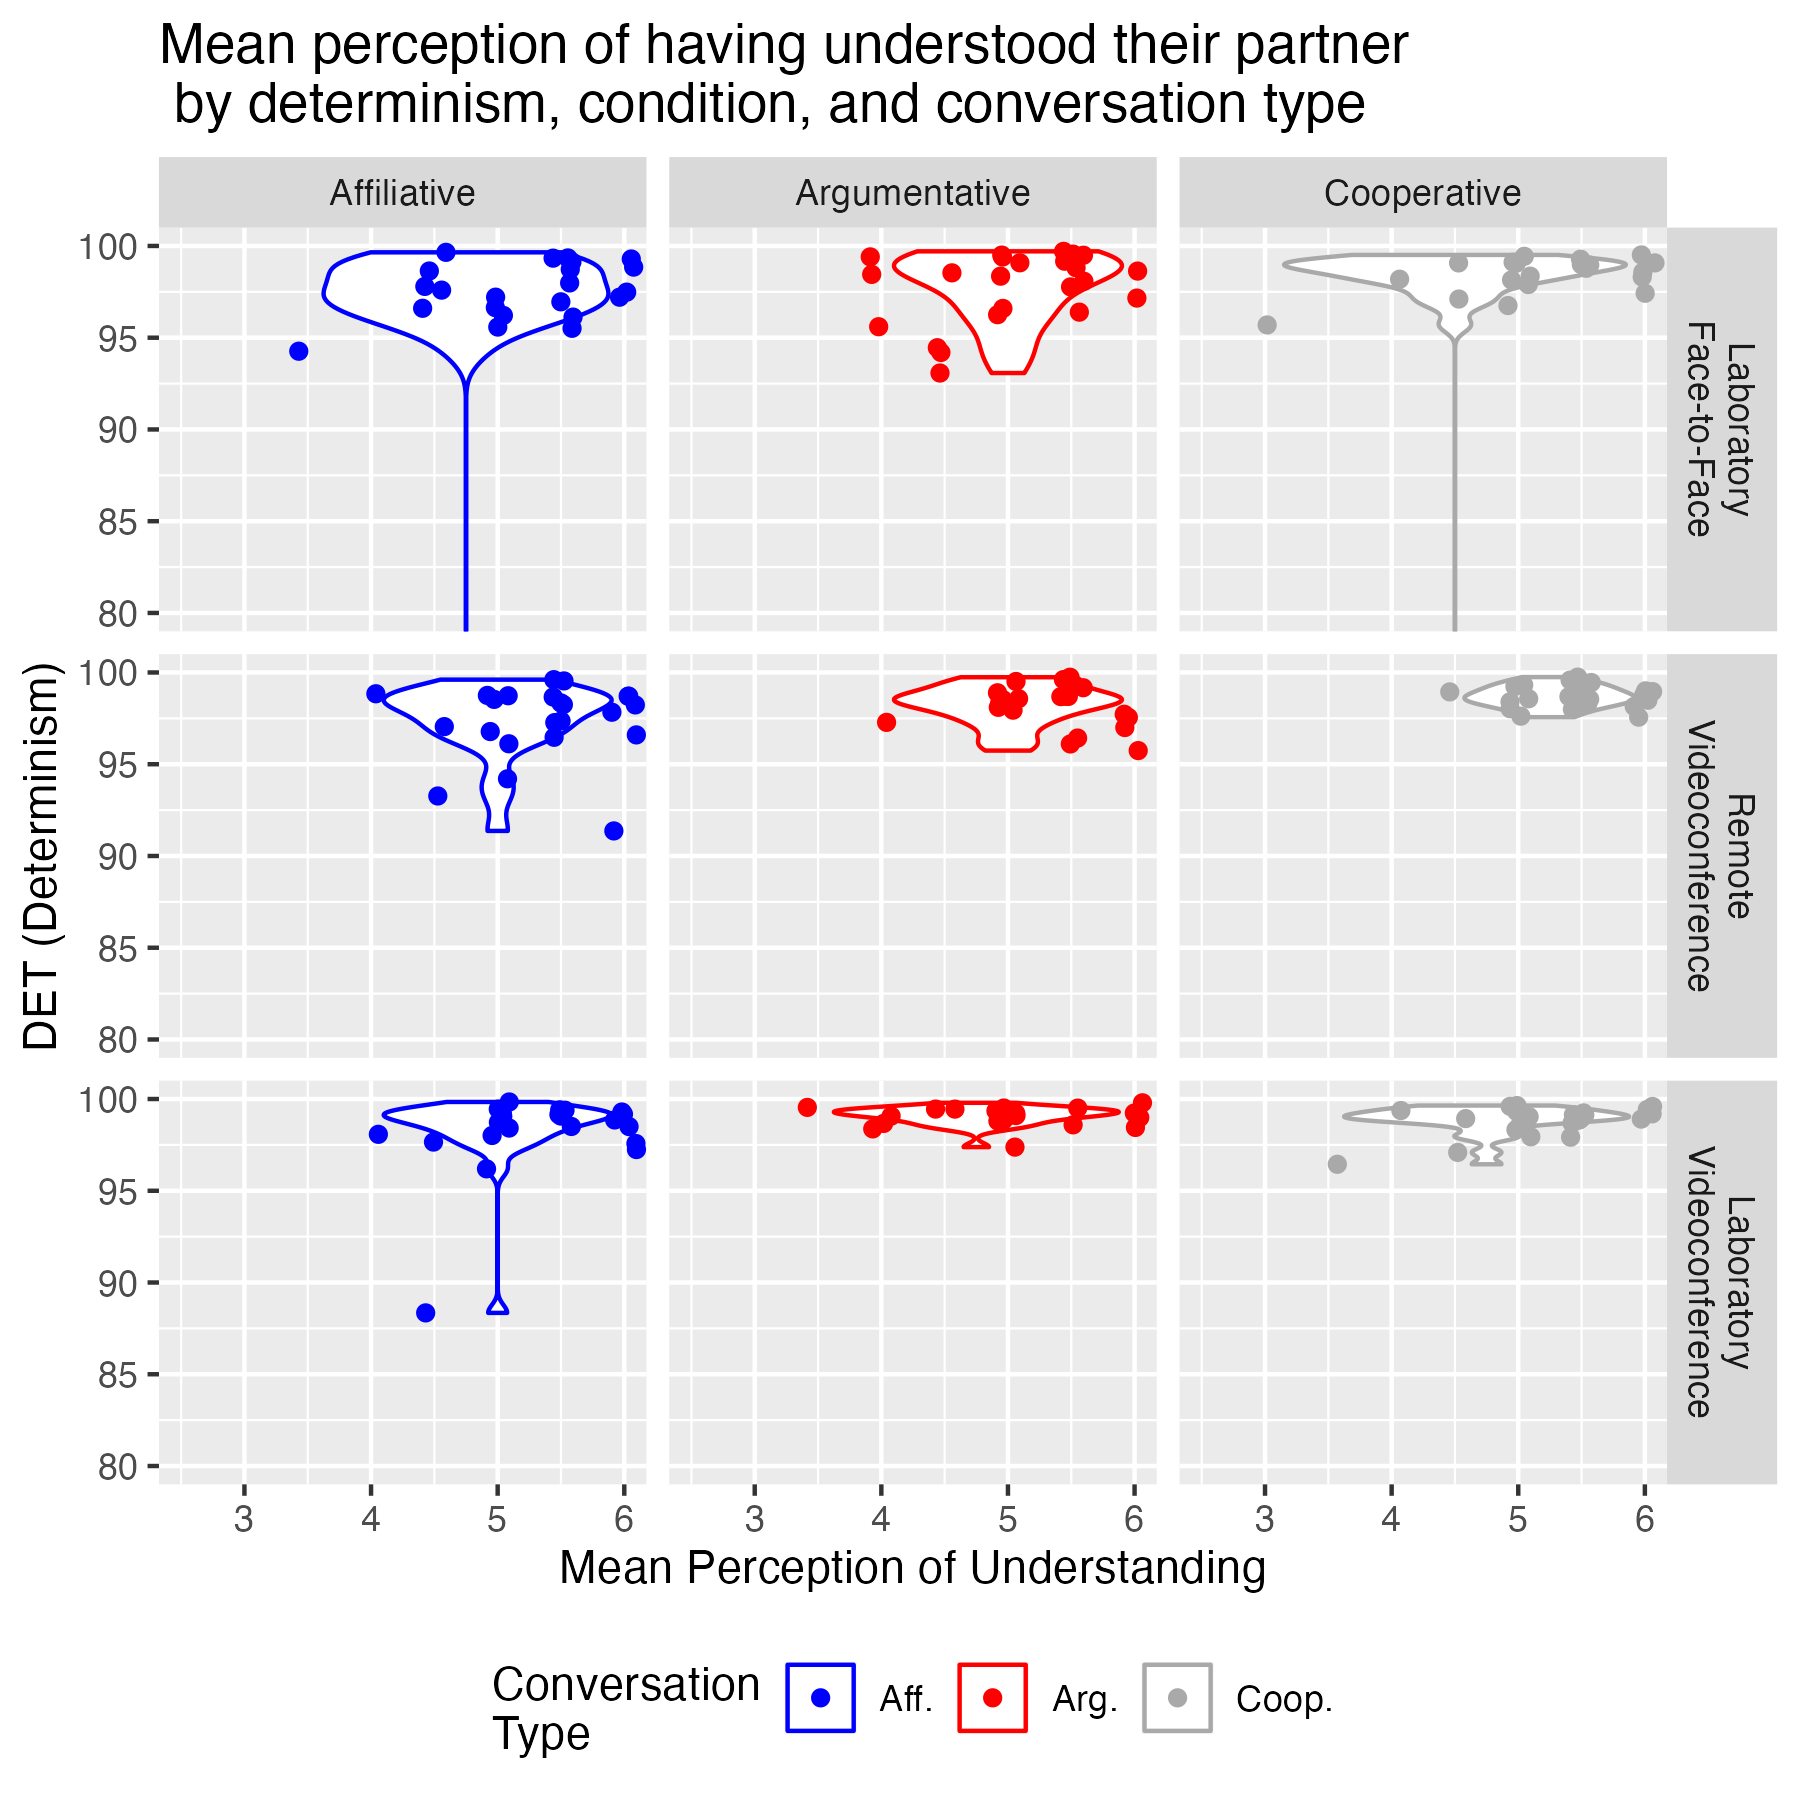 Mean perception of having understood their partner
by determinism, condition, and conversation type
Affiliative
Argumentative
Cooperative
100
95
90
85
80
Laboratory
Face-to-Face
100
95
90
85
80
Remote
Videoconference
100
95
90
85
80
Laboratory
Videoconference
DET (Determinism)
3 4 5 6
3 4 5 6
3 4 5 6
Mean Perception of Understanding
Conversation
Type
Aff.
Arg.
Coop.